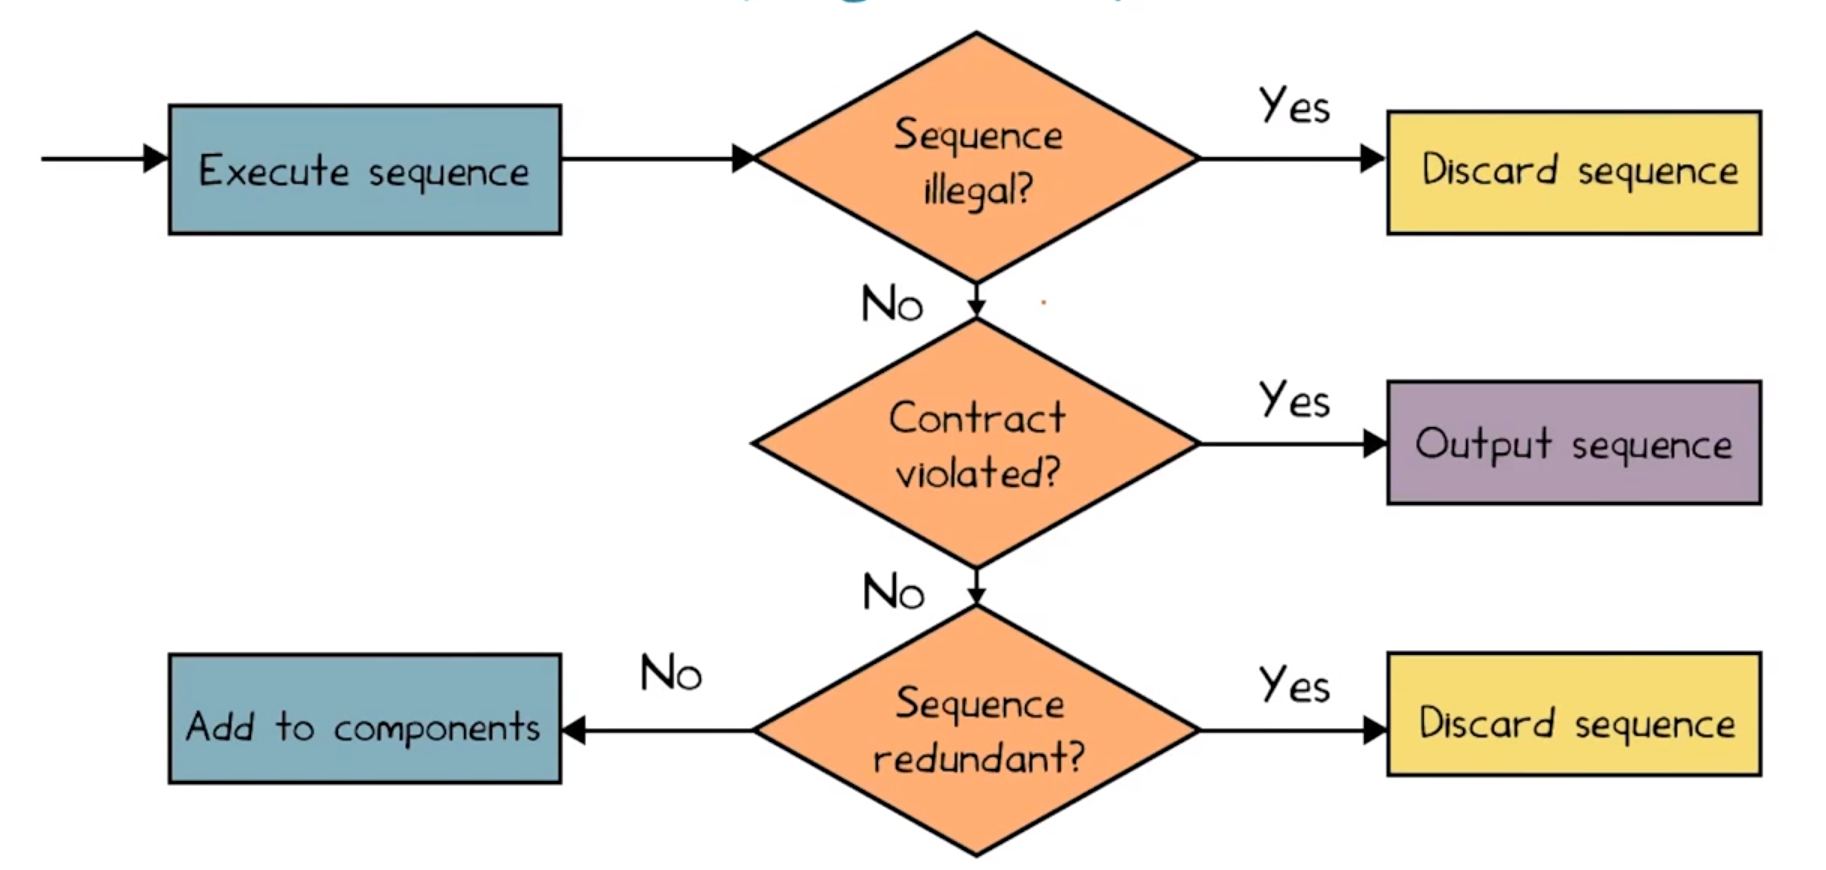 Execute sequence
Sequence
illegal?
Yes
Discard sequence
No
Contract
violated?
Yes
Output sequence
No
Sequence
redundant?
No
Add to components
Yes
Discard sequence